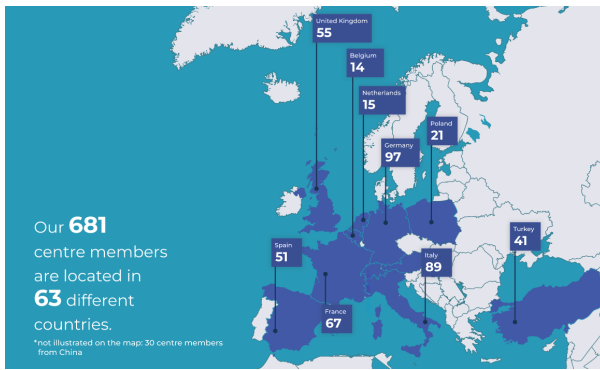 United Kingdom
55
Belgium
14
Netherlands
15
Poland
21
Germany
97
Turkey
41
Spain
51
Italy
89
France
67
Our 681
centre members
are located in
63 different
countries.
*not illustrated on the map: 30 centre members
from China